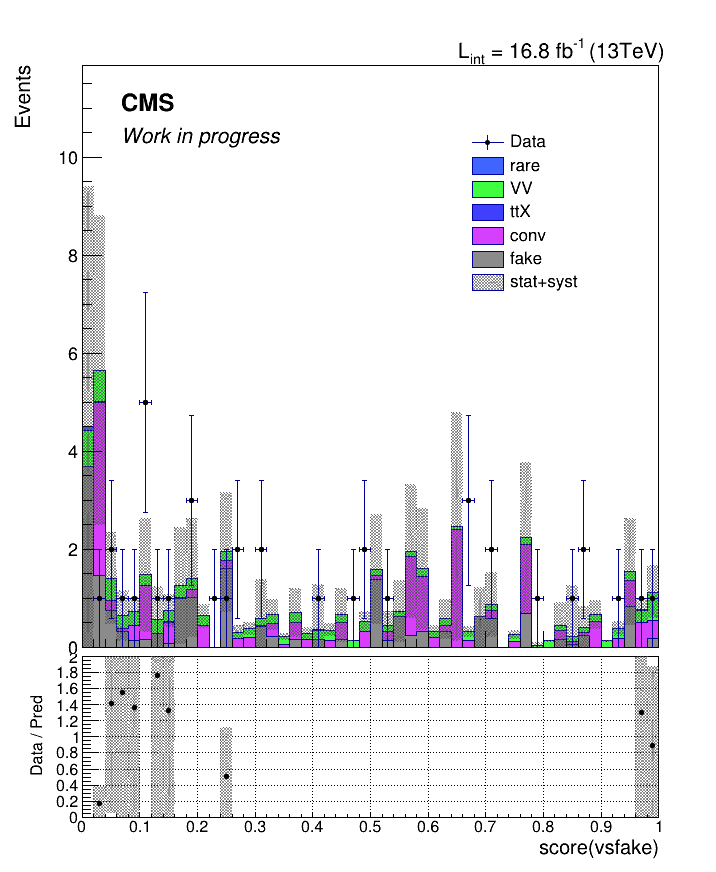 L_int = 16.8 fb^-1 (13TeV)
Events
CMS
Work in progress
Data
rare
VV
ttX
conv
fake
stat+syst
10
8
6
4
2
0
Data / Pred
2
1.8
1.6
1.4
1.2
1
0.8
0.6
0.4
0.2
0
0 0.1 0.2 0.3 0.4 0.5 0.6 0.7 0.8 0.9 1
score(vsfake)